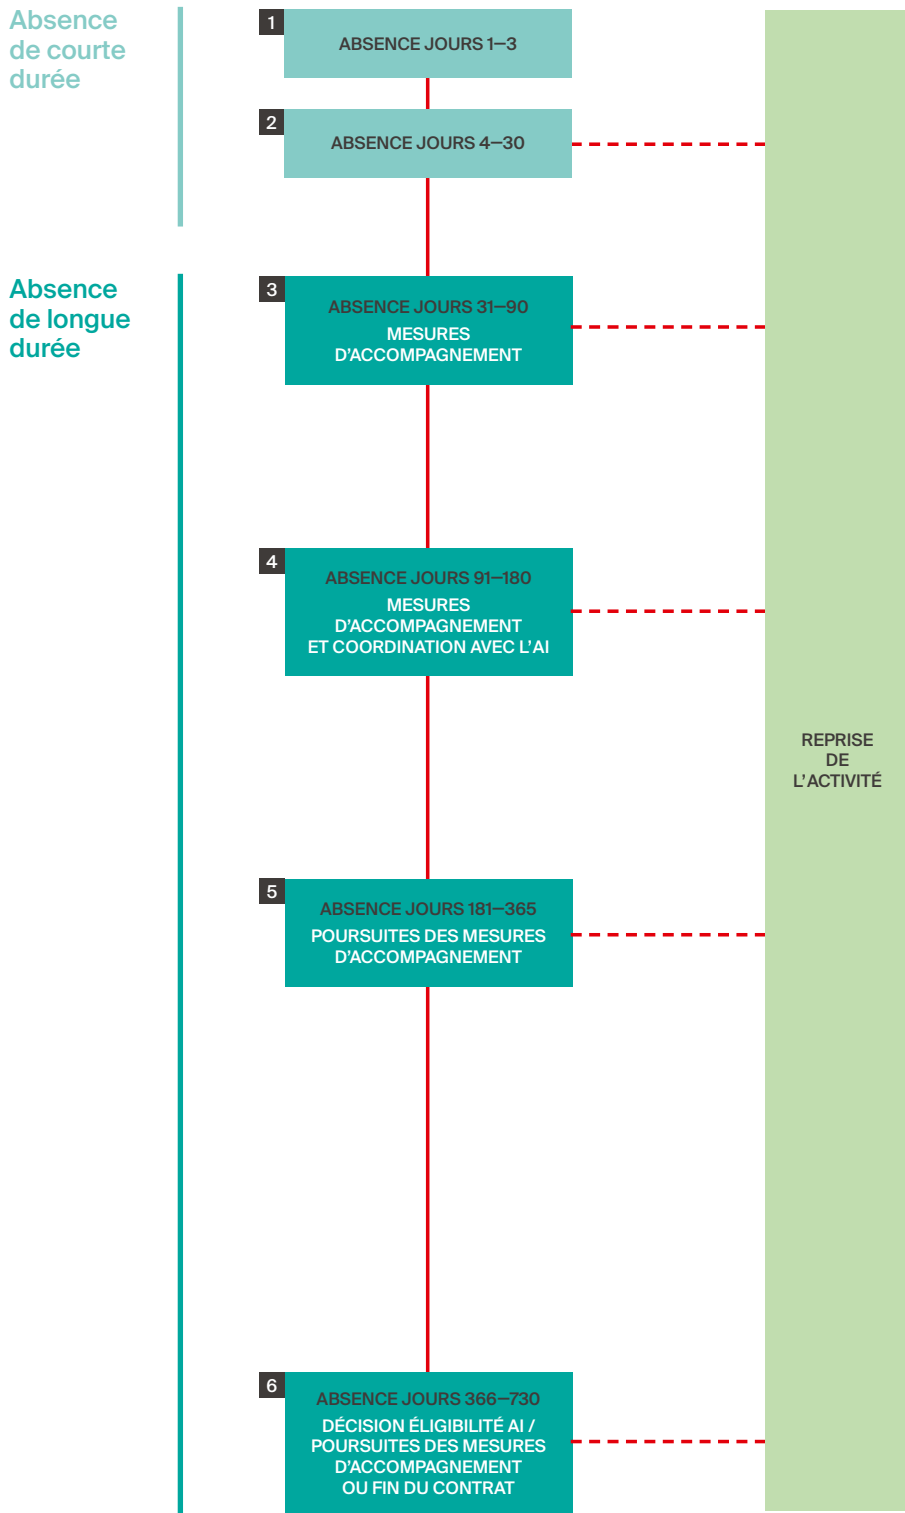 Absence
de courte
durée
1
ABSENCE JOURS 1—3
2
ABSENCE JOURS 4—30
Absence
de longue
durée
3
ABSENCE JOURS 31—90
MESURES
D'ACCOMPAGNEMENT
4
ABSENCE JOURS 91—180
MESURES
D'ACCOMPAGNEMENT
ET COORDINATION AVEC L'AI
REPRISE
DE
L'ACTIVITÉ
5
ABSENCE JOURS 181—365
POURSUITES DES MESURES
D'ACCOMPAGNEMENT
6
ABSENCE JOURS 366—730
DÉCISION ÉLIGIBILITÉ AI /
POURSUITES DES MESURES
D'ACCOMPAGNEMENT
OU FIN DU CONTRAT